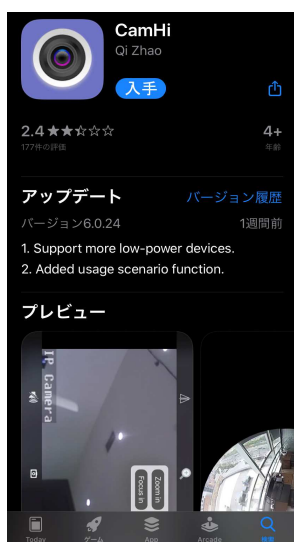 CamHi
Qi Zhao
入手
2.4 4+
177件の評価 年齢
アップデート バージョン履歴
バージョン6.0.24 1週間前
1. Support more low-power devices.
2. Added usage scenario function.
プレビュー
IP Camera
Zoom in
Focus in
Today ゲーム App Arcade 検索